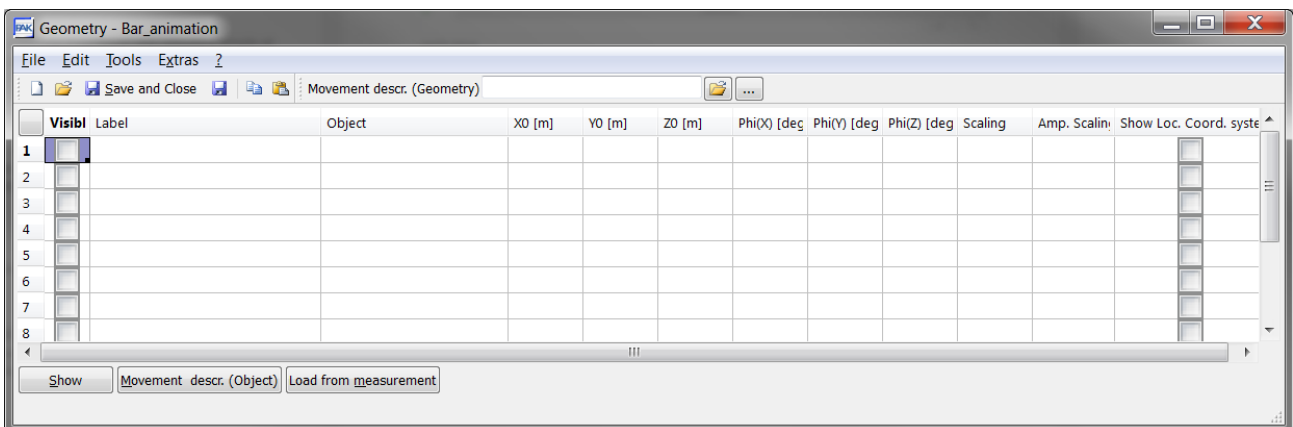 PAK Geometry - Bar_animation
File Edit Tools Extras ?
Save and Close Movement descr. (Geometry) ...
Visibl Label Object X0 [m] Y0 [m] Z0 [m] Phi(X) [deg Phi(Y) [deg Phi(Z) [deg Scaling Amp. Scalin Show Loc. Coord. syste
1
2
3
4
5
6
7
8
Show Movement descr. (Object) Load from measurement